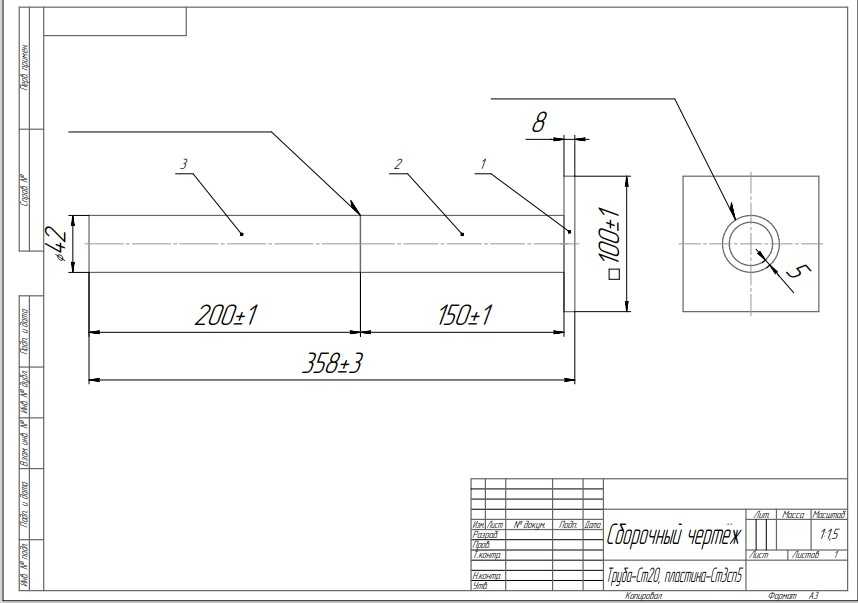 Перв. примен.
Справ. №
Подп. и дата
Инв. № дубл.
Взам. инв. №
Подп. и дата
Инв. № подл.
8
3
2
1
⌀42
□100±1
5
200±1
150±1
358±3
Изм. Лист № докум. Подп. Дата
Разраб.
Пров.
Т.контр.
Н.контр.
Утв.
Сборочный чертёж
Труба-Ст20, пластина-Ст3сп5
Лит. Масса Масштаб
1:1,5
Лист Листов 1
Копировал Формат А3